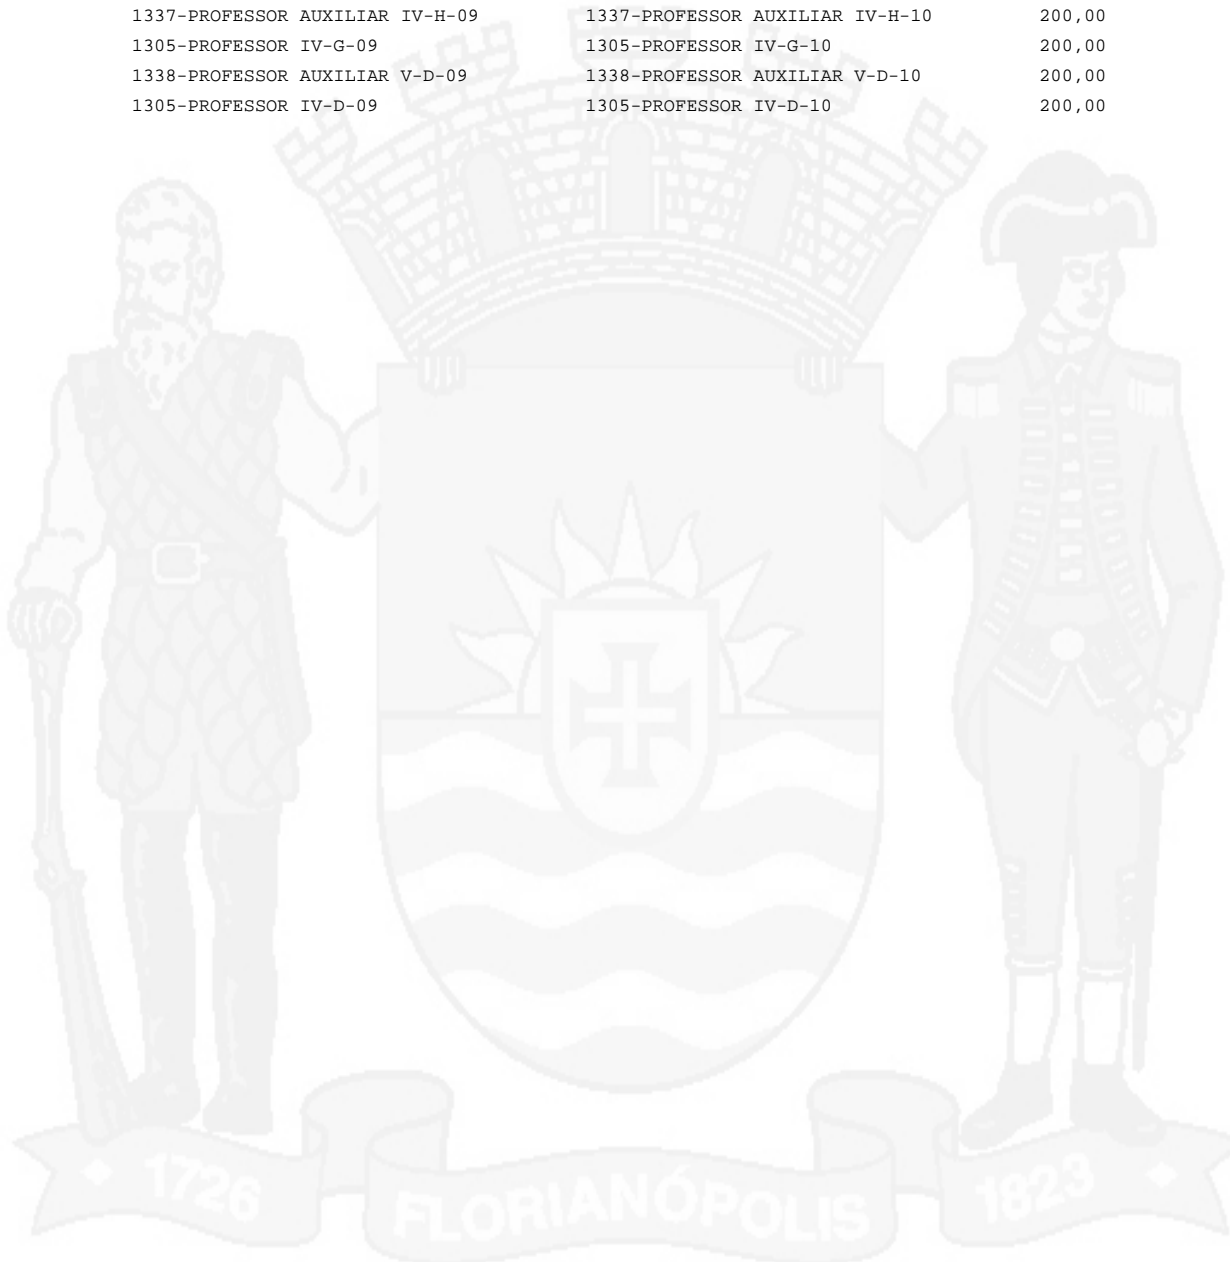 1337-PROFESSOR AUXILIAR IV-H-09 1337-PROFESSOR AUXILIAR IV-H-10 200,00
1305-PROFESSOR IV-G-09 1305-PROFESSOR IV-G-10 200,00
1338-PROFESSOR AUXILIAR V-D-09 1338-PROFESSOR AUXILIAR V-D-10 200,00
1305-PROFESSOR IV-D-09 1305-PROFESSOR IV-D-10 200,00
1726 FLORIANÓPOLIS 1823